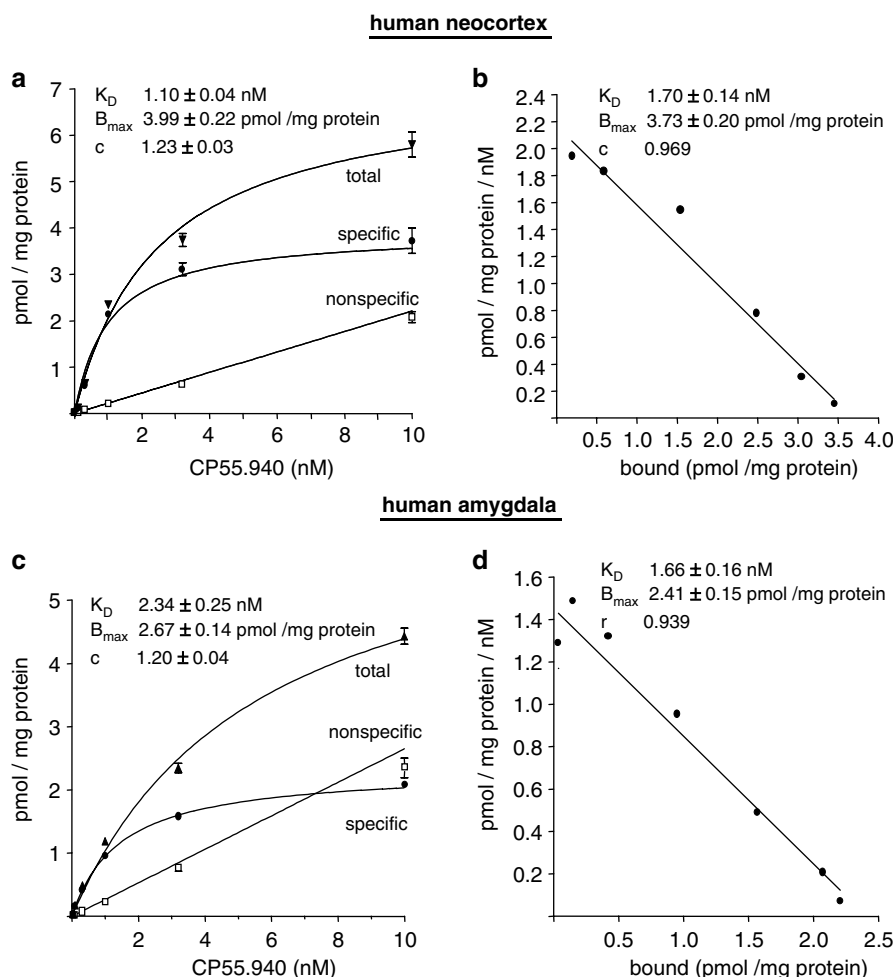 human neocortex
a
K_D 1.10 ± 0.04 nM
B_max 3.99 ± 0.22 pmol /mg protein
c 1.23 ± 0.03
7
6
5
4
3
2
1
pmol / mg protein
total
specific
nonspecific
2 4 6 8 10
CP55.940 (nM)
b
K_D 1.70 ± 0.14 nM
B_max 3.73 ± 0.20 pmol /mg protein
c 0.969
2.4
2.2
2.0
1.8
1.6
1.4
1.2
1.0
0.8
0.6
0.4
0.2
pmol / mg protein / nM
0.5 1.0 1.5 2.0 2.5 3.0 3.5 4.0
bound (pmol /mg protein)
human amygdala
c
K_D 2.34 ± 0.25 nM
B_max 2.67 ± 0.14 pmol /mg protein
c 1.20 ± 0.04
5
4
3
2
1
pmol / mg protein
total
nonspecific
specific
2 4 6 8 10
CP55.940 (nM)
d
K_D 1.66 ± 0.16 nM
B_max 2.41 ± 0.15 pmol /mg protein
r 0.939
1.6
1.4
1.2
1.0
0.8
0.6
0.4
0.2
pmol / mg protein / nM
0.5 1.0 1.5 2.0 2.5
bound (pmol /mg protein)